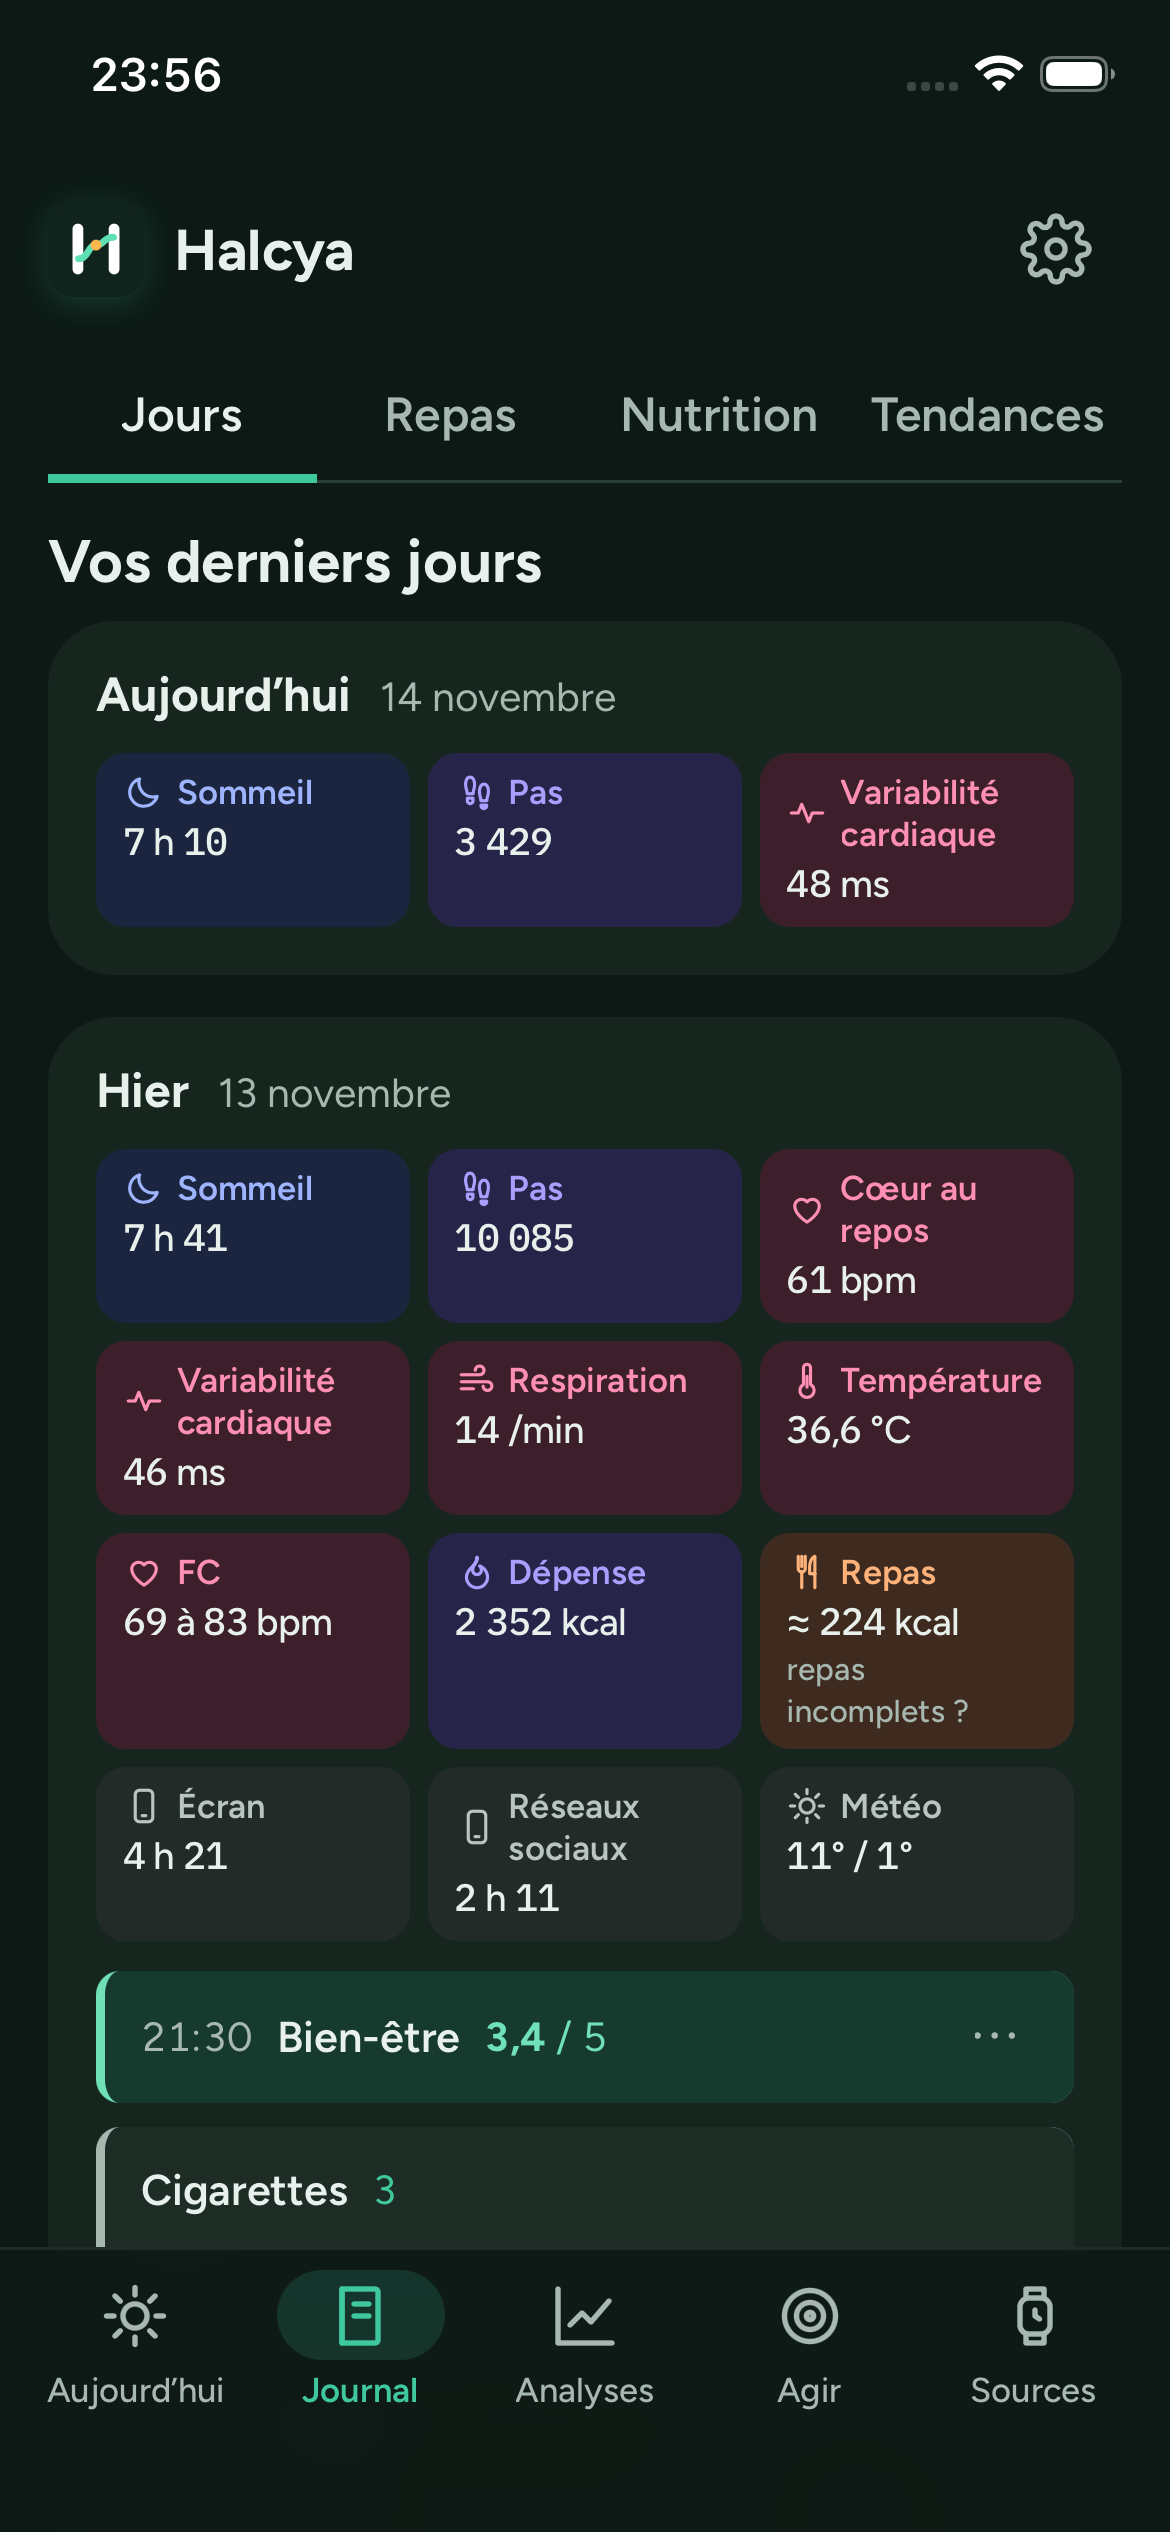 23:56
Halcya
Jours Repas Nutrition Tendances
Vos derniers jours
Aujourd’hui 14 novembre
Sommeil
7 h 10
Pas
3 429
Variabilité
cardiaque
48 ms
Hier 13 novembre
Sommeil
7 h 41
Pas
10 085
Cœur au
repos
61 bpm
Variabilité
cardiaque
46 ms
Respiration
14 /min
Température
36,6 °C
FC
69 à 83 bpm
Dépense
2 352 kcal
Repas
≈ 224 kcal
repas
incomplets ?
Écran
4 h 21
Réseaux
sociaux
2 h 11
Météo
11° / 1°
21:30 Bien-être 3,4 / 5
Cigarettes 3
Aujourd’hui Journal Analyses Agir Sources